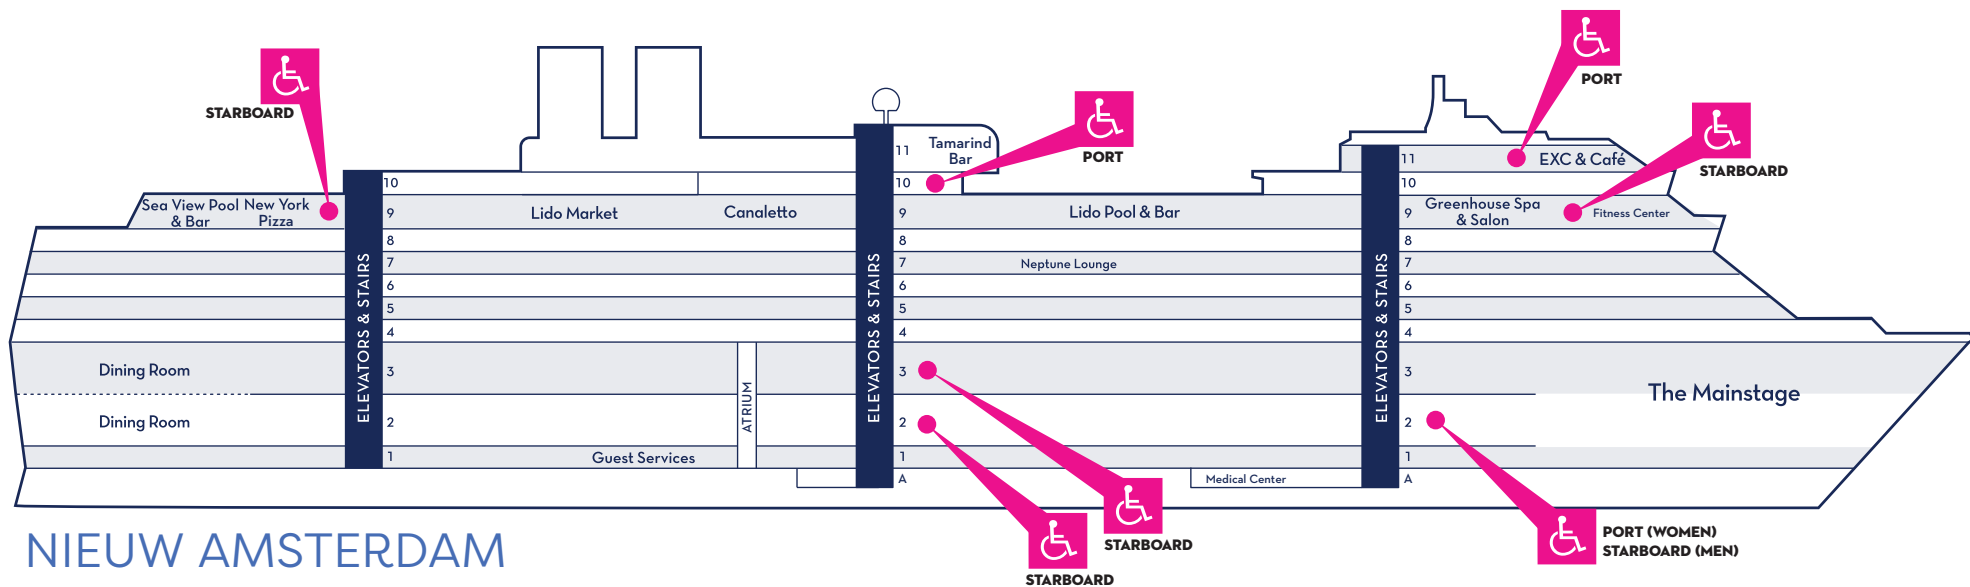 PORT
STARBOARD
PORT
STARBOARD
11
Tamarind
Bar
11
EXC & Café
10
10
10
Sea View Pool
& Bar
New York
Pizza
9
Lido Market
Canaletto
9
Lido Pool & Bar
9
Greenhouse Spa
& Salon
Fitness Center
8
8
8
7
7
Neptune Lounge
7
6
6
6
5
5
5
4
4
4
ELEVATORS & STAIRS
ELEVATORS & STAIRS
ELEVATORS & STAIRS
Dining Room
3
3
3
The Mainstage
ATRIUM
Dining Room
2
2
2
1
Guest Services
1
1
A
Medical Center
A
STARBOARD
STARBOARD
PORT (WOMEN)
STARBOARD (MEN)
NIEUW AMSTERDAM